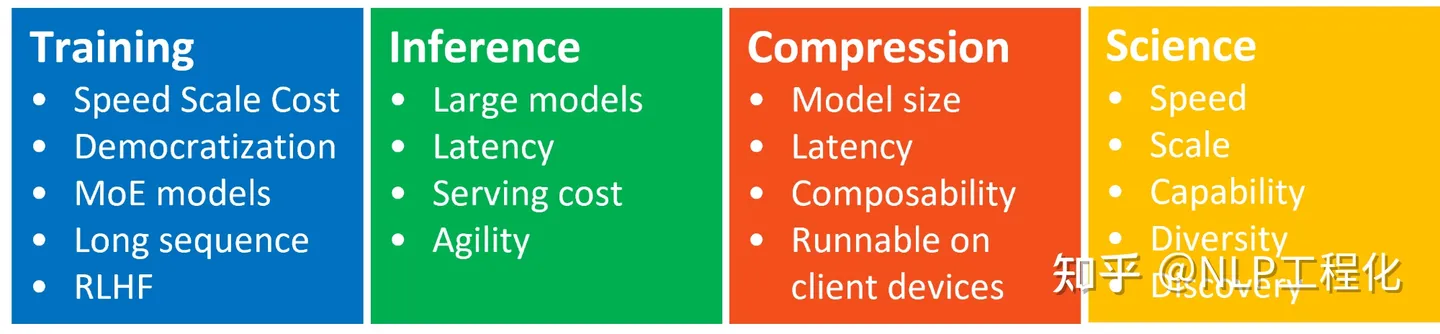 Training
• Speed Scale Cost
• Democratization
• MoE models
• Long sequence
• RLHF
Inference
• Large models
• Latency
• Serving cost
• Agility
Compression
• Model size
• Latency
• Composability
• Runnable on
client devices
Science
• Speed
• Scale
• Capability
• Diversity
• Discovery
知乎 @NLP工程化